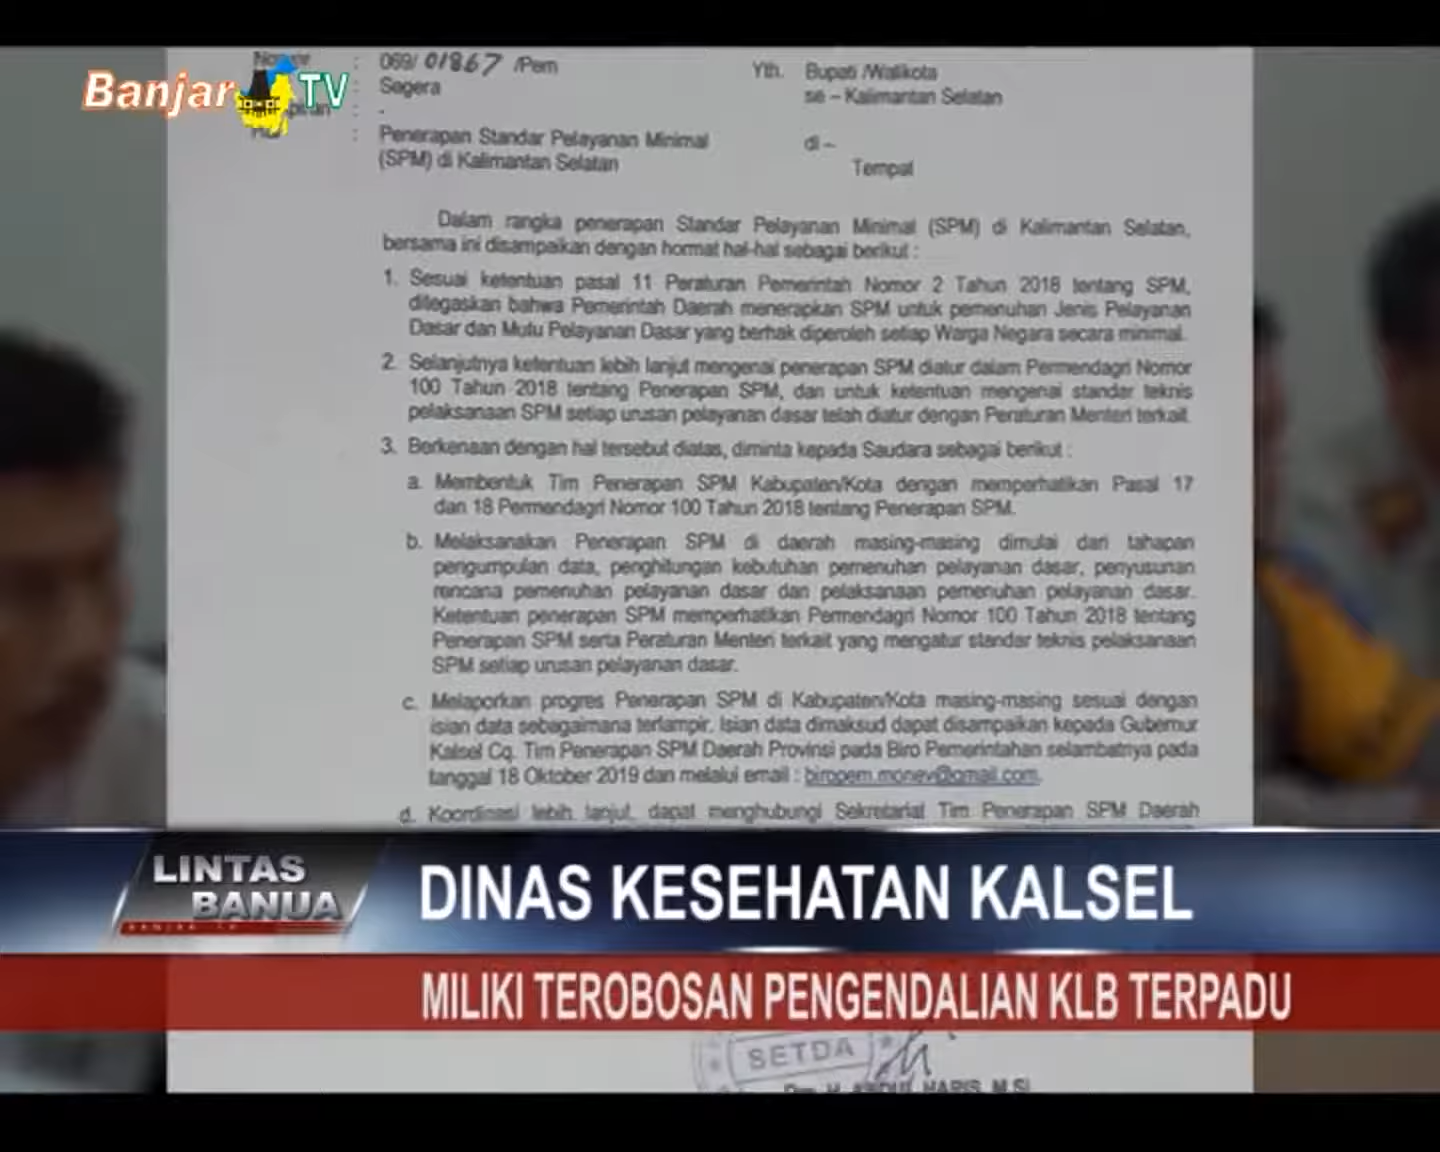 Banjar TV
: 069/ 01867 /Pem
: Segera
: -
: Penerapan Standar Pelayanan Minimal
(SPM) di Kalimantan Selatan
Yth. Bupati /Walikota
se – Kalimantan Selatan
di –
Tempat
Dalam rangka penerapan Standar Pelayanan Minimal (SPM) di Kalimantan Selatan,
bersama ini disampaikan dengan hormat hal-hal sebagai berikut :
1. Sesuai ketentuan pasal 11 Peraturan Pemerintah Nomor 2 Tahun 2018 tentang SPM,
ditegaskan bahwa Pemerintah Daerah menerapkan SPM untuk pemenuhan Jenis Pelayanan
Dasar dan Mutu Pelayanan Dasar yang berhak diperoleh setiap Warga Negara secara minimal.
2. Selanjutnya ketentuan lebih lanjut mengenai penerapan SPM diatur dalam Permendagri Nomor
100 Tahun 2018 tentang Penerapan SPM, dan untuk ketentuan mengenai standar teknis
pelaksanaan SPM setiap urusan pelayanan dasar telah diatur dengan Peraturan Menteri terkait.
3. Berkenaan dengan hal tersebut diatas, diminta kepada Saudara sebagai berikut :
a. Membentuk Tim Penerapan SPM Kabupaten/Kota dengan memperhatikan Pasal 17
dan 18 Permendagri Nomor 100 Tahun 2018 tentang Penerapan SPM.
b. Melaksanakan Penerapan SPM di daerah masing-masing dimulai dari tahapan
pengumpulan data, penghitungan kebutuhan pemenuhan pelayanan dasar, penyusunan
rencana pemenuhan pelayanan dasar dan pelaksanaan pemenuhan pelayanan dasar.
Ketentuan penerapan SPM memperhatikan Permendagri Nomor 100 Tahun 2018 tentang
Penerapan SPM serta Peraturan Menteri terkait yang mengatur standar teknis pelaksanaan
SPM setiap urusan pelayanan dasar.
c. Melaporkan progres Penerapan SPM di Kabupaten/Kota masing-masing sesuai dengan
isian data sebagaimana terlampir. Isian data dimaksud dapat disampaikan kepada Gubernur
Kalsel Cq. Tim Penerapan SPM Daerah Provinsi pada Biro Pemerintahan selambatnya pada
tanggal 18 Oktober 2019 dan melalui email : biropem.monev@gmail.com.
d. Koordinasi lebih lanjut, dapat menghubungi Sekretariat Tim Penerapan SPM Daerah
LINTAS
BANUA
BANJAR TV
DINAS KESEHATAN KALSEL
MILIKI TEROBOSAN PENGENDALIAN KLB TERPADU
SETDA
Drs. H. ABDUL HARIS, M.Si